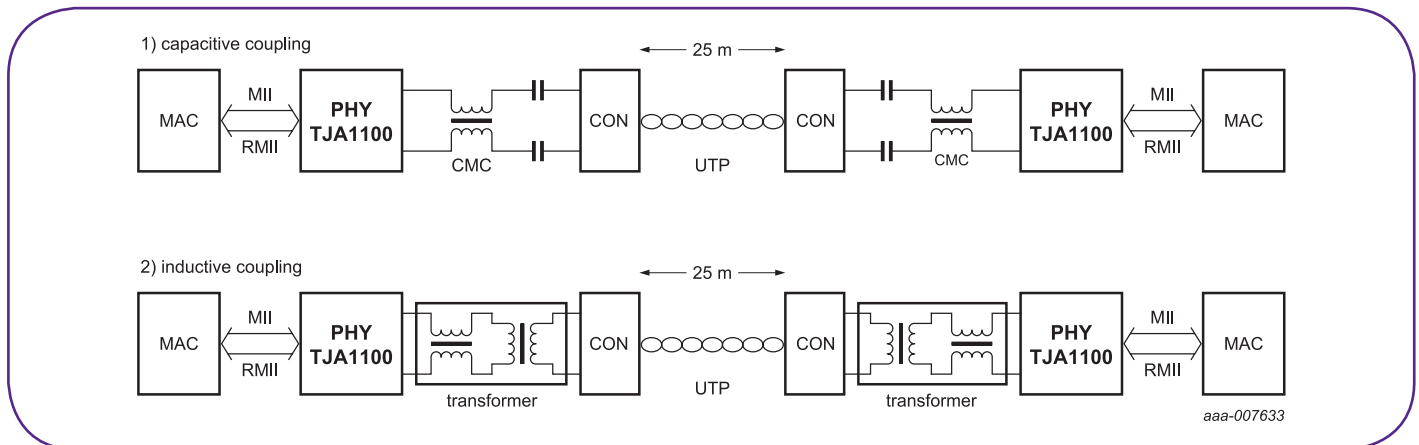 1) capacitive coupling
25 m
MAC
MII
RMII
PHY
TJA1100
CMC
CON
UTP
CON
CMC
PHY
TJA1100
MII
RMII
MAC
2) inductive coupling
25 m
MAC
MII
RMII
PHY
TJA1100
transformer
CON
UTP
CON
transformer
PHY
TJA1100
MII
RMII
MAC
aaa-007633